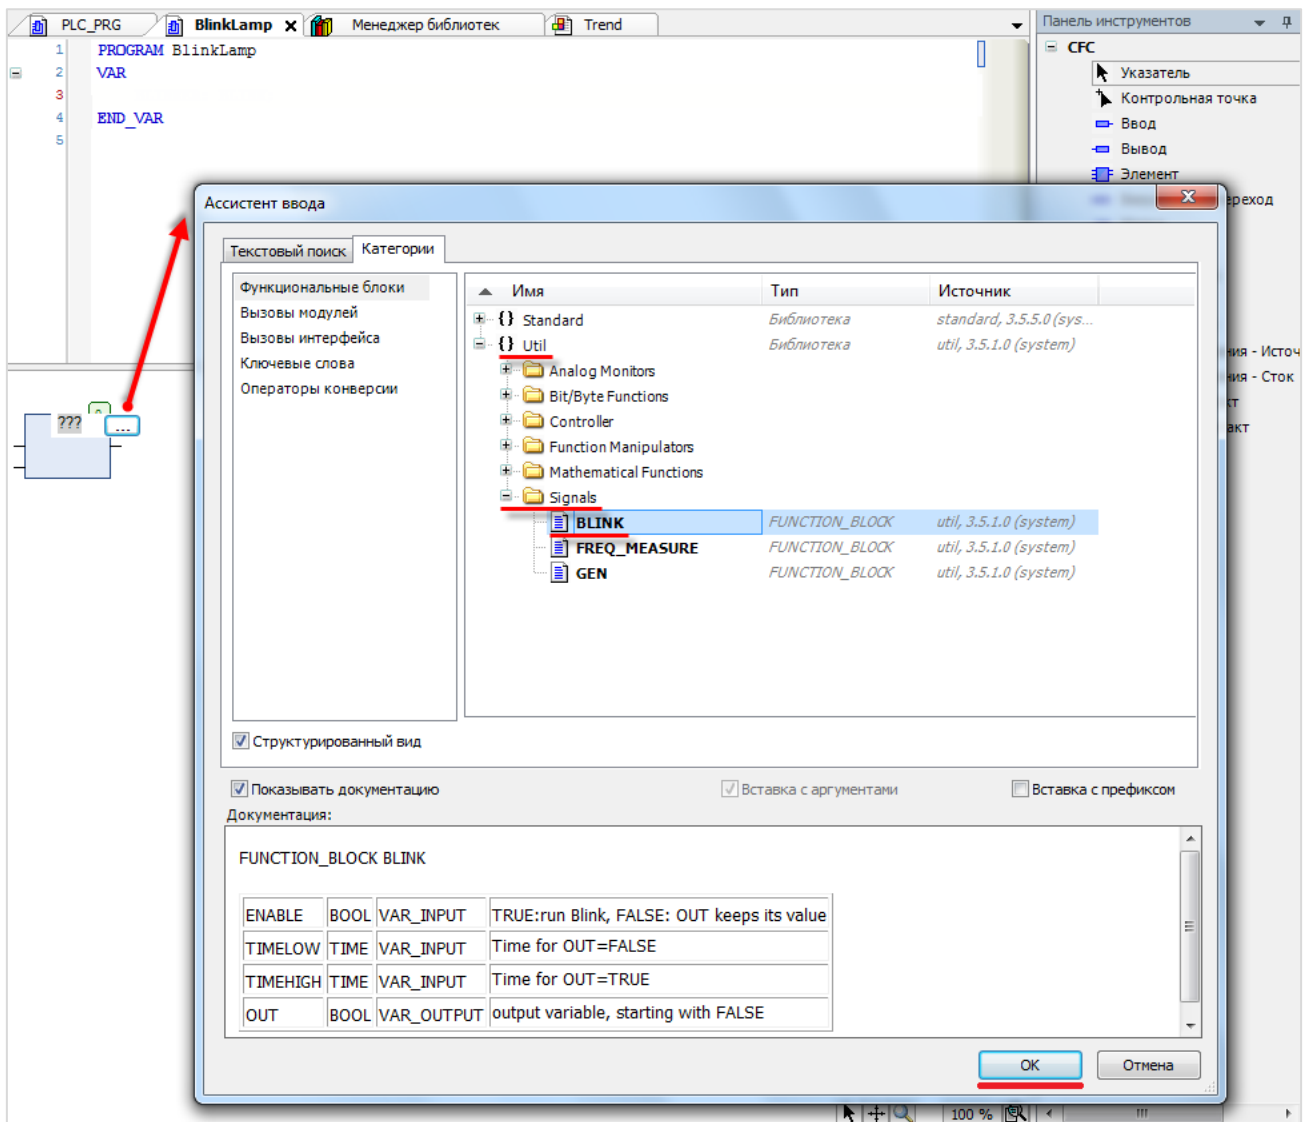 PLC_PRG BlinkLamp Менеджер библиотек Trend
Панель инструментов
1 PROGRAM BlinkLamp
2 VAR
3
4 END_VAR
5
CFC
Указатель
Контрольная точка
Ввод
Вывод
Элемент
ереход
ния - Источ
ния - Сток
кт
акт
???
...
Ассистент ввода
Текстовый поиск Категории
Функциональные блоки
Вызовы модулей
Вызовы интерфейса
Ключевые слова
Операторы конверсии
Имя Тип Источник
{} Standard Библиотека standard, 3.5.5.0 (sys...
{} Util Библиотека util, 3.5.1.0 (system)
Analog Monitors
Bit/Byte Functions
Controller
Function Manipulators
Mathematical Functions
Signals
BLINK FUNCTION_BLOCK util, 3.5.1.0 (system)
FREQ_MEASURE FUNCTION_BLOCK util, 3.5.1.0 (system)
GEN FUNCTION_BLOCK util, 3.5.1.0 (system)
Структурированный вид
Показывать документацию Вставка с аргументами Вставка с префиксом
Документация:
FUNCTION_BLOCK BLINK
ENABLE BOOL VAR_INPUT TRUE:run Blink, FALSE: OUT keeps its value
TIMELOW TIME VAR_INPUT Time for OUT=FALSE
TIMEHIGH TIME VAR_INPUT Time for OUT=TRUE
OUT BOOL VAR_OUTPUT output variable, starting with FALSE
OK Отмена
100 %